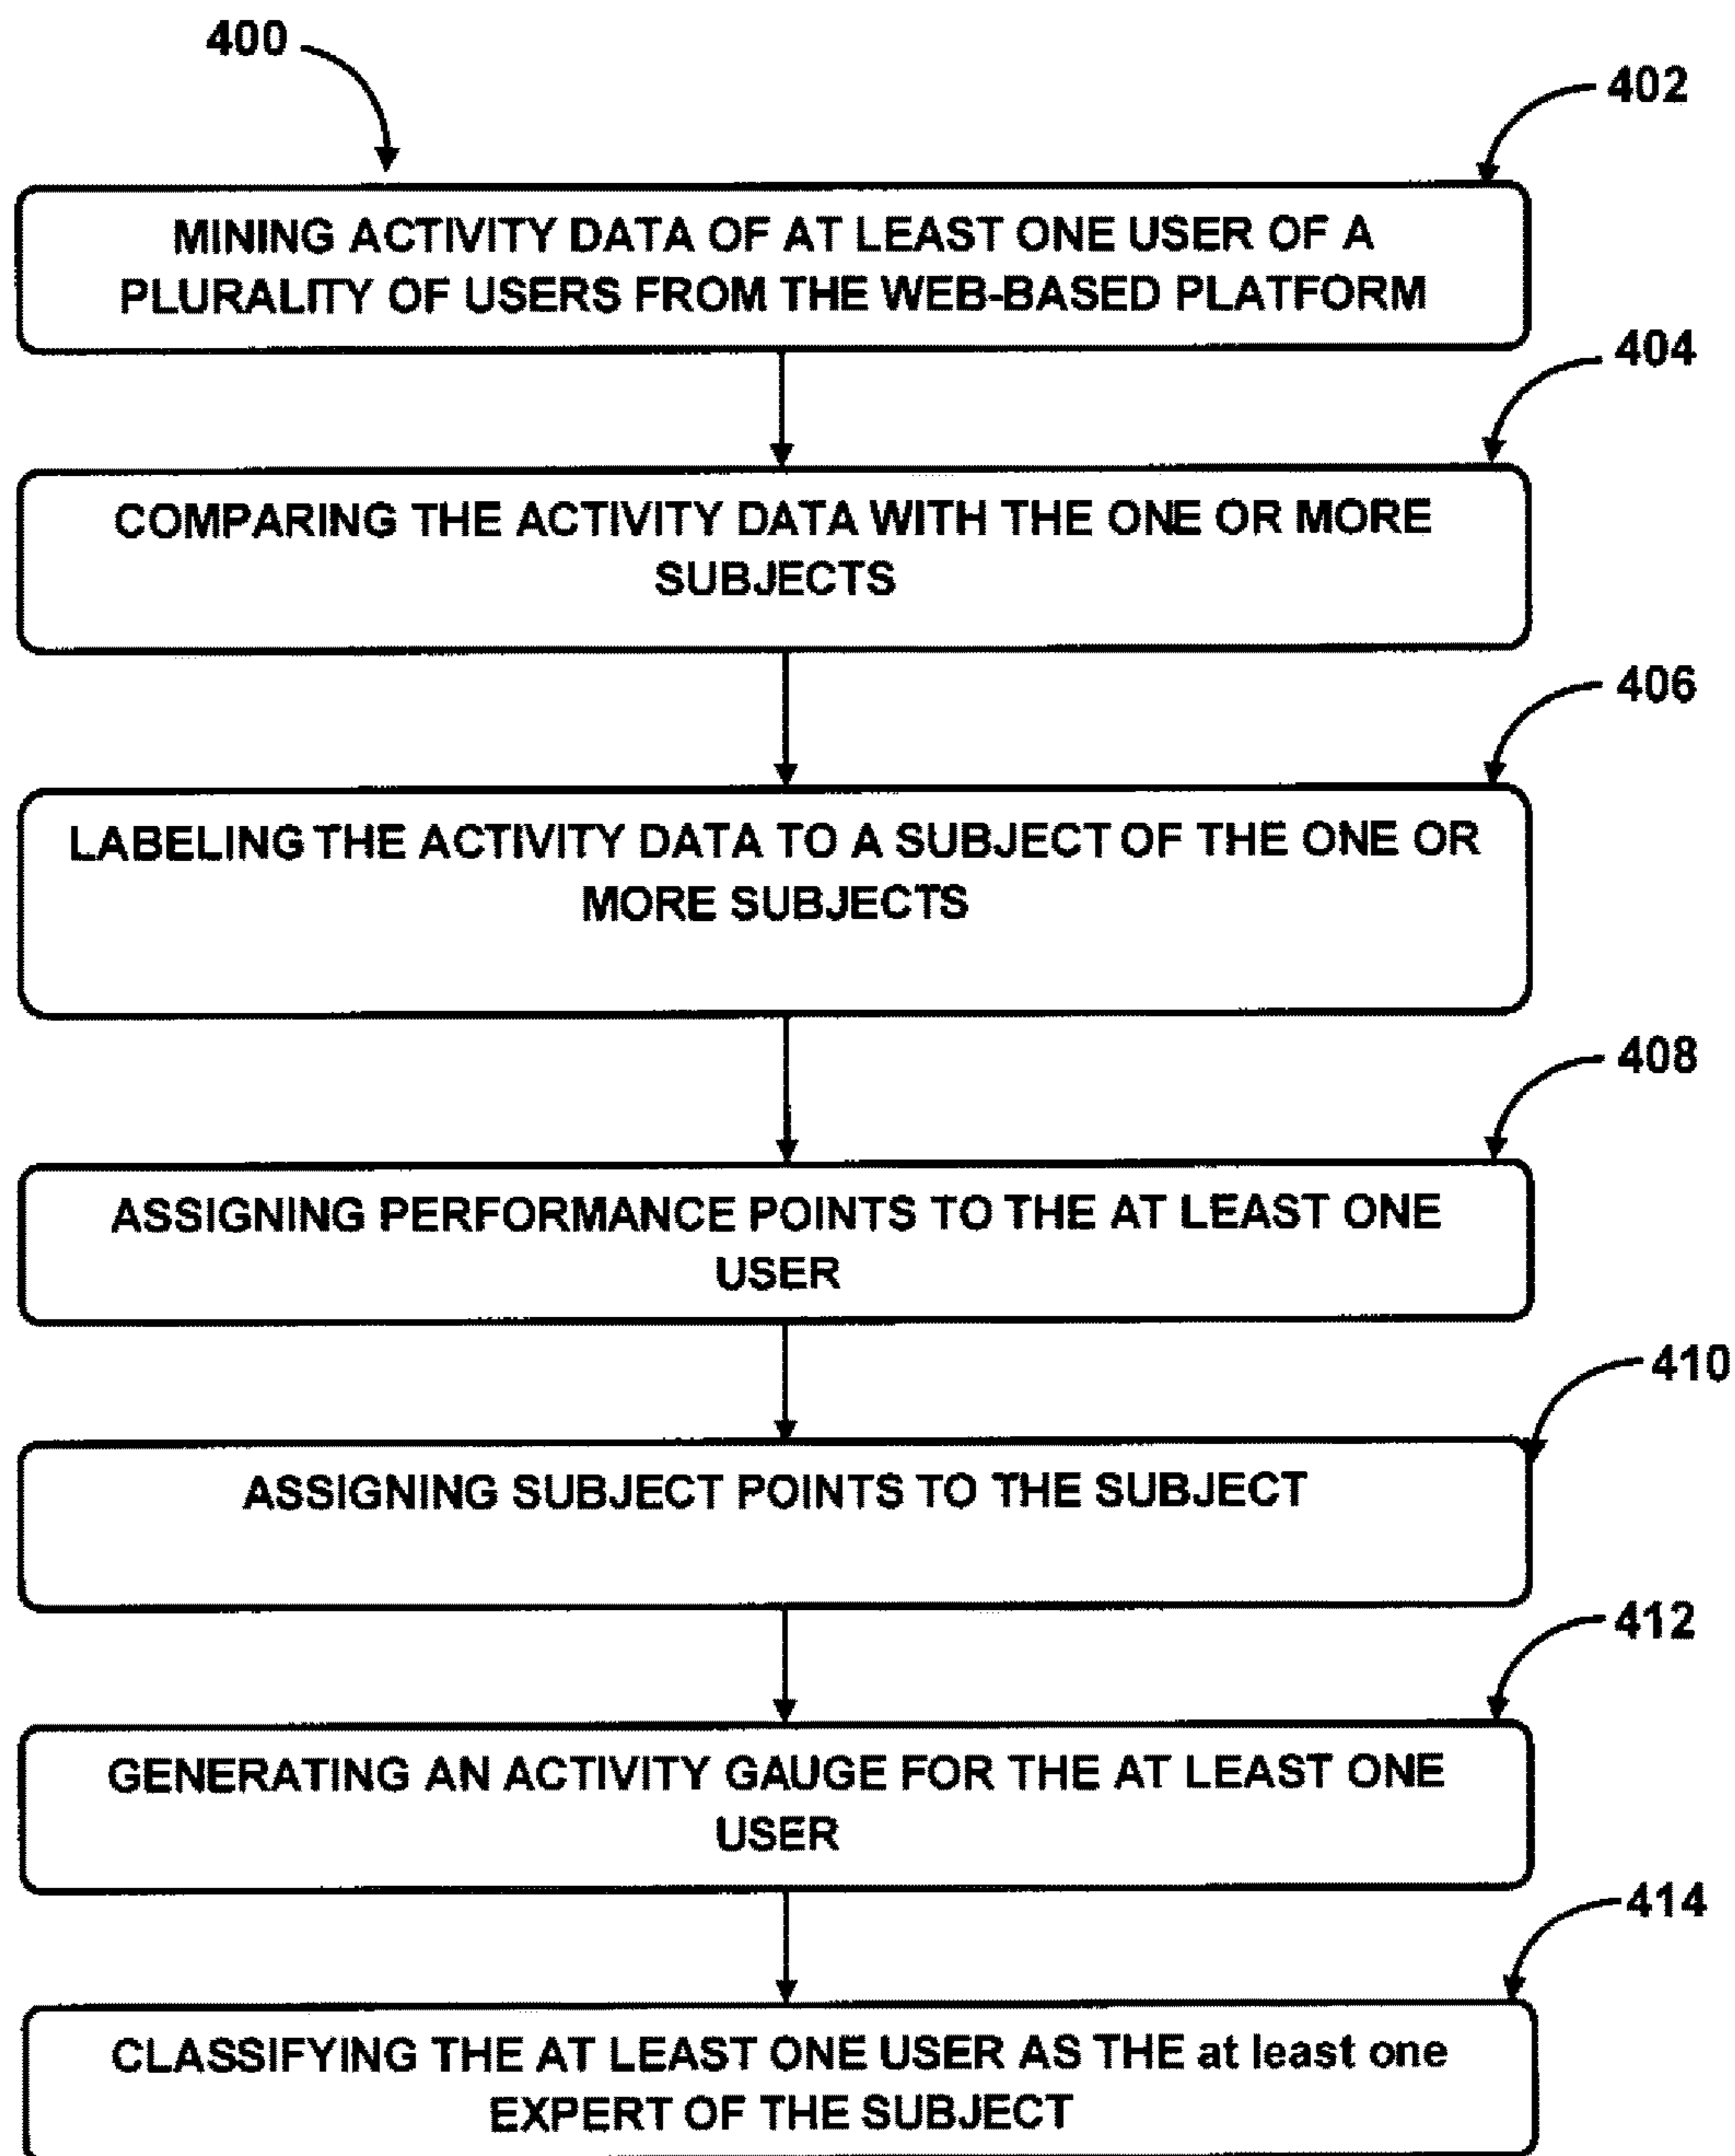 400
402
MINING ACTIVITY DATA OF AT LEAST ONE USER OF A
PLURALITY OF USERS FROM THE WEB-BASED PLATFORM
404
COMPARING THE ACTIVITY DATA WITH THE ONE OR MORE
SUBJECTS
406
LABELING THE ACTIVITY DATA TO A SUBJECT OF THE ONE OR
MORE SUBJECTS
408
ASSIGNING PERFORMANCE POINTS TO THE AT LEAST ONE
USER
410
ASSIGNING SUBJECT POINTS TO THE SUBJECT
412
GENERATING AN ACTIVITY GAUGE FOR THE AT LEAST ONE
USER
414
CLASSIFYING THE AT LEAST ONE USER AS THE at least one
EXPERT OF THE SUBJECT